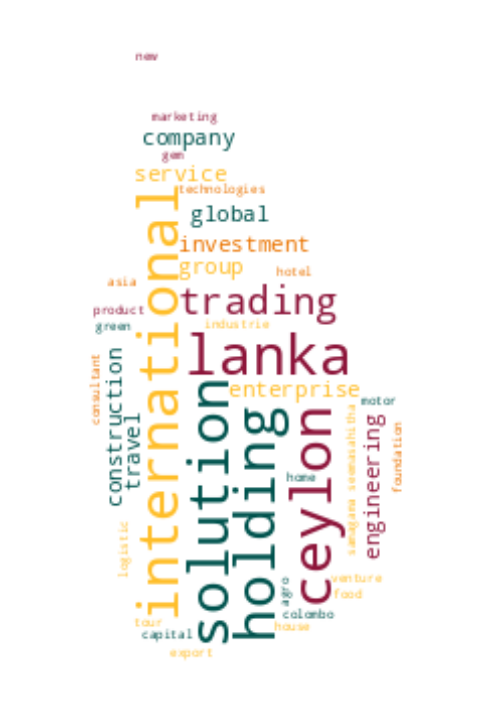 new
marketing
company
gem
service
technologies
global
investment
group
hotel
asia
international
trading
product
green
industrie
lanka
consultant
construction
enterprise
travel
solution
holding
ceylon
motor
samagama seemasahitha
engineering
foundation
home
logistic
agro
venture
food
colombo
tour
capital
house
export